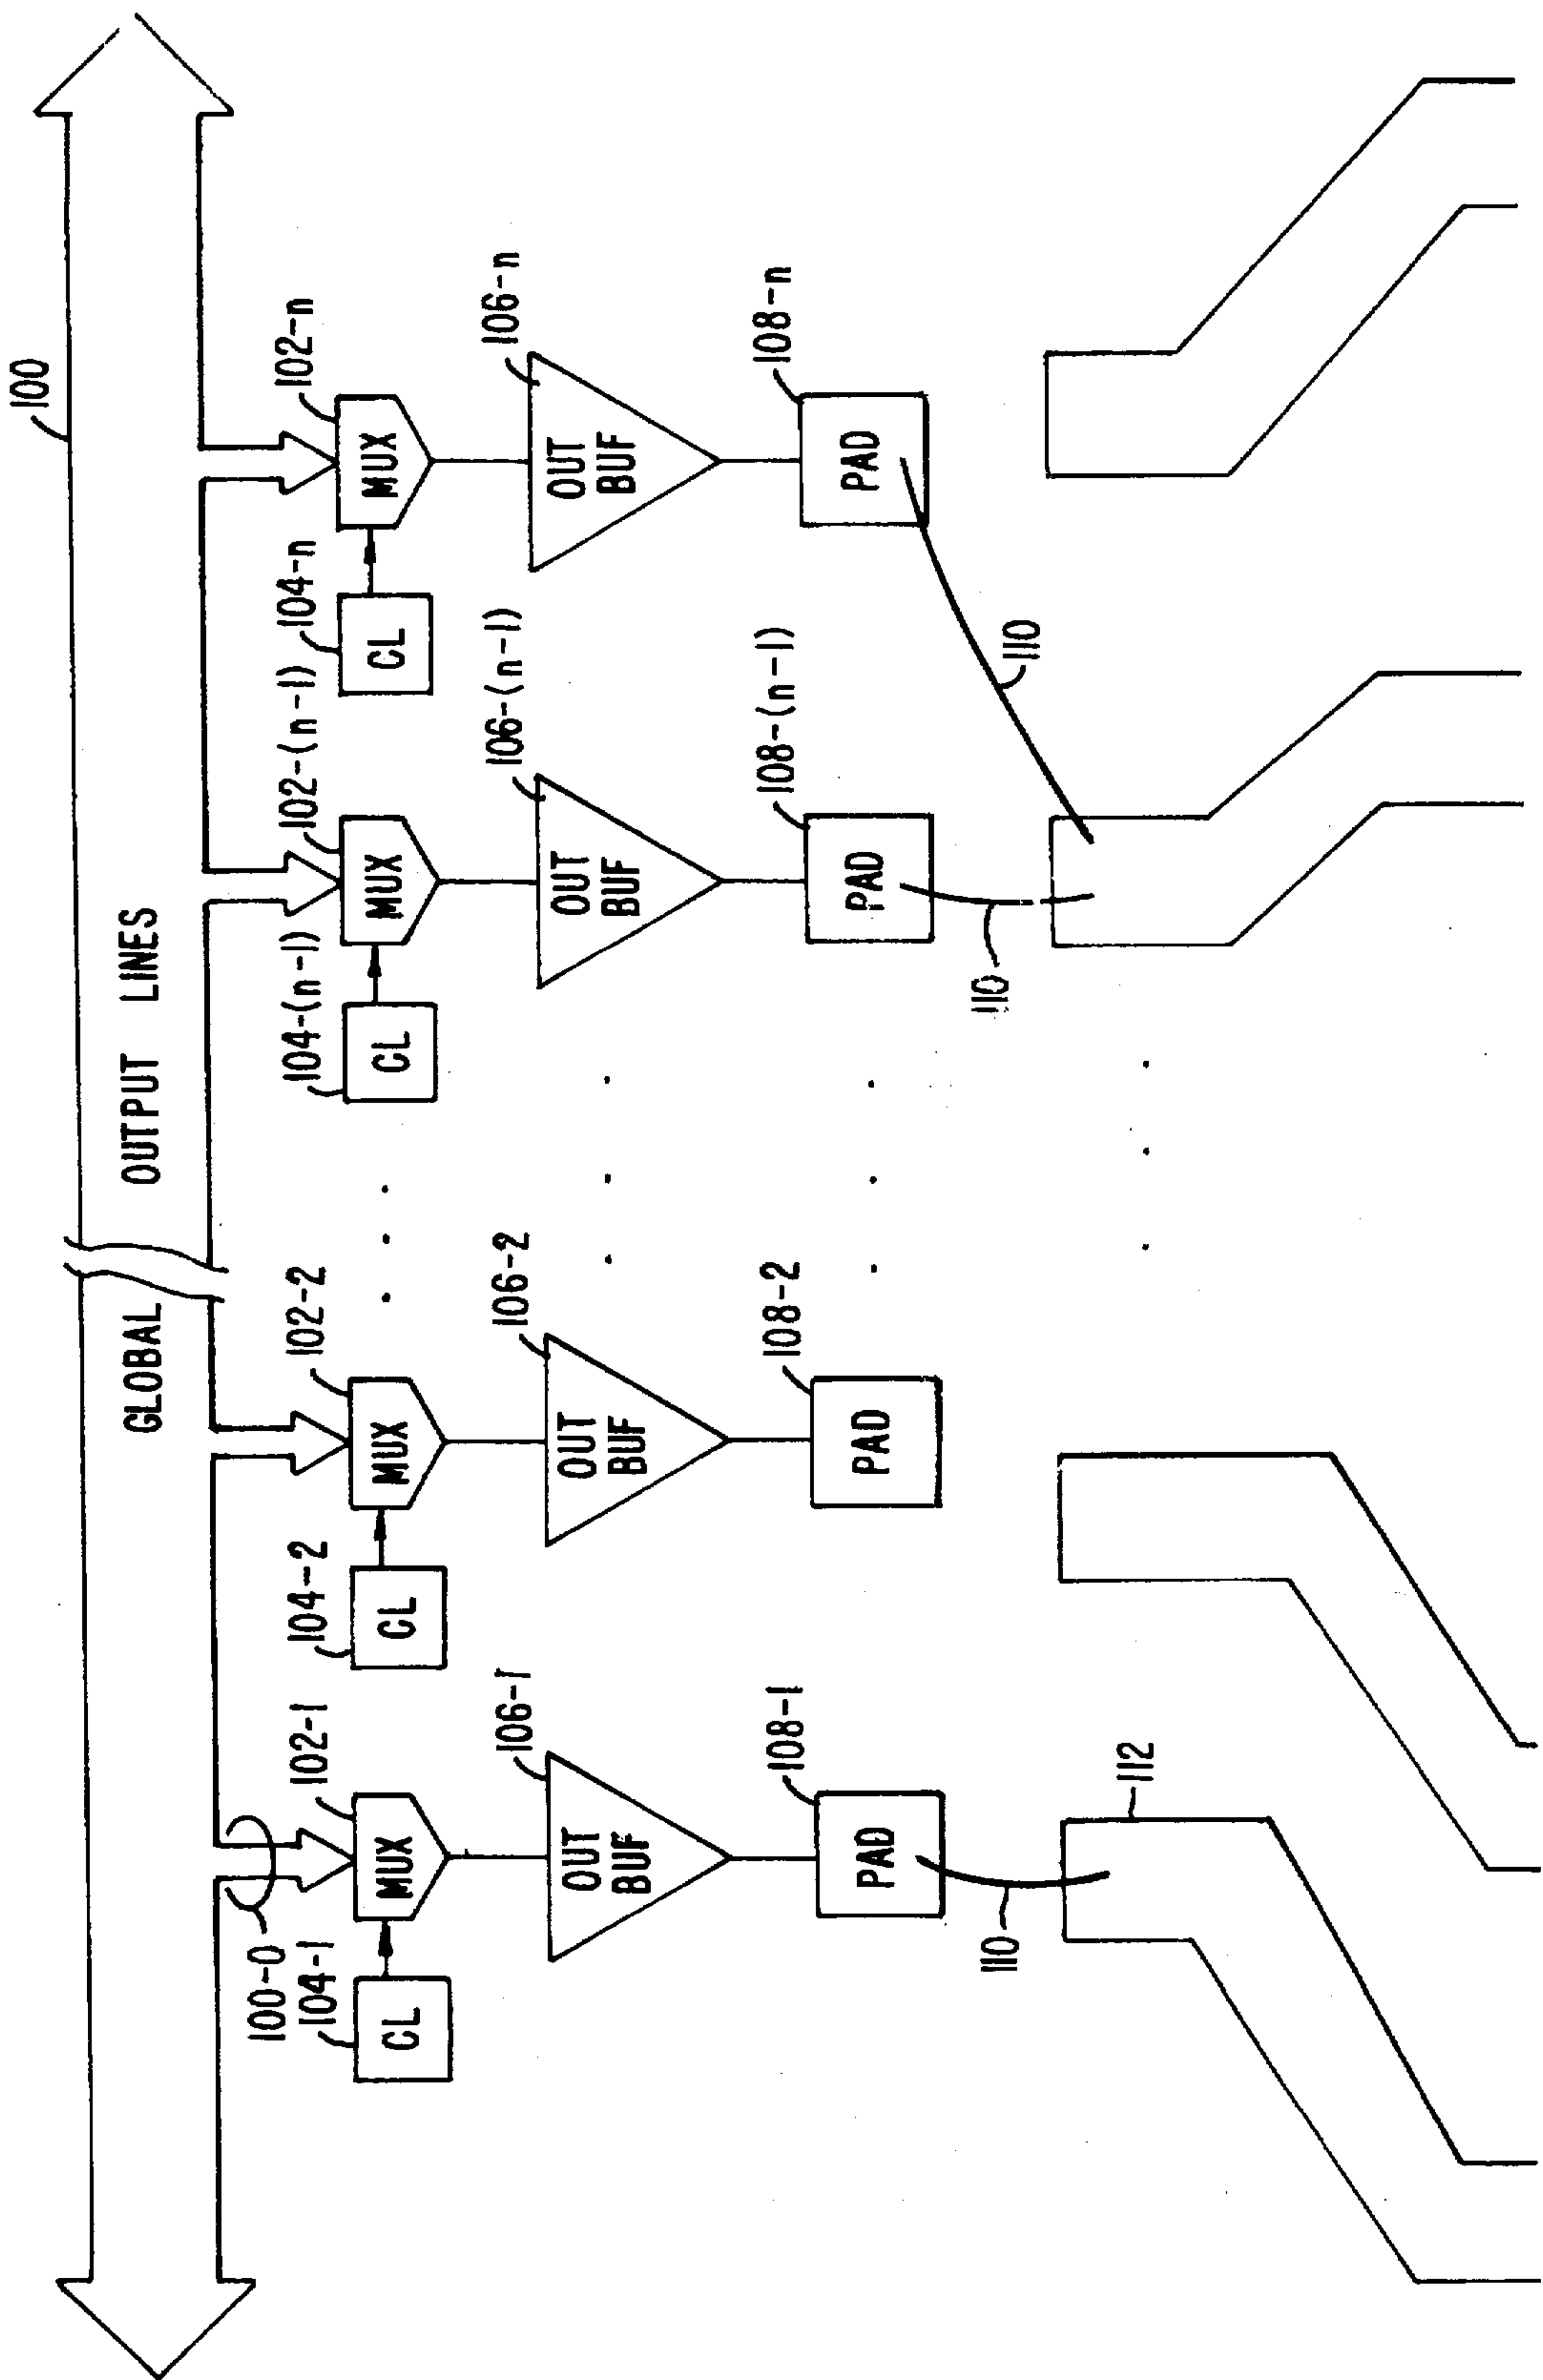 100
GLOBAL OUTPUT LINES
100-0
104-1
102-1
104-2
102-2
104-(n-1)
102-(n-1)
104-n
102-n
CL
MUX
CL
MUX
CL
MUX
CL
MUX
106-1
106-2
106-(n-1)
106-n
OUT BUF
OUT BUF
OUT BUF
OUT BUF
108-1
108-2
108-(n-1)
108-n
PAD
PAD
PAD
PAD
110
110
110
112